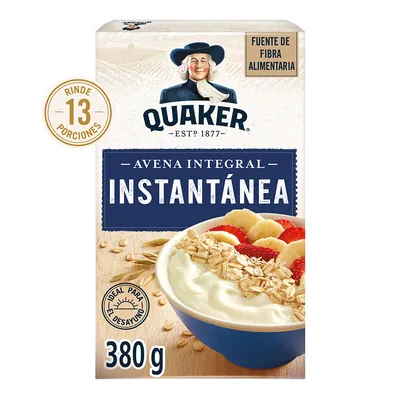 RINDE
13
PORCIONES
FUENTE DE
FIBRA
ALIMENTARIA
QUAKER®
ESTD 1877
AVENA INTEGRAL
INSTANTÁNEA
IDEAL PARA
EL DESAYUNO
380 g